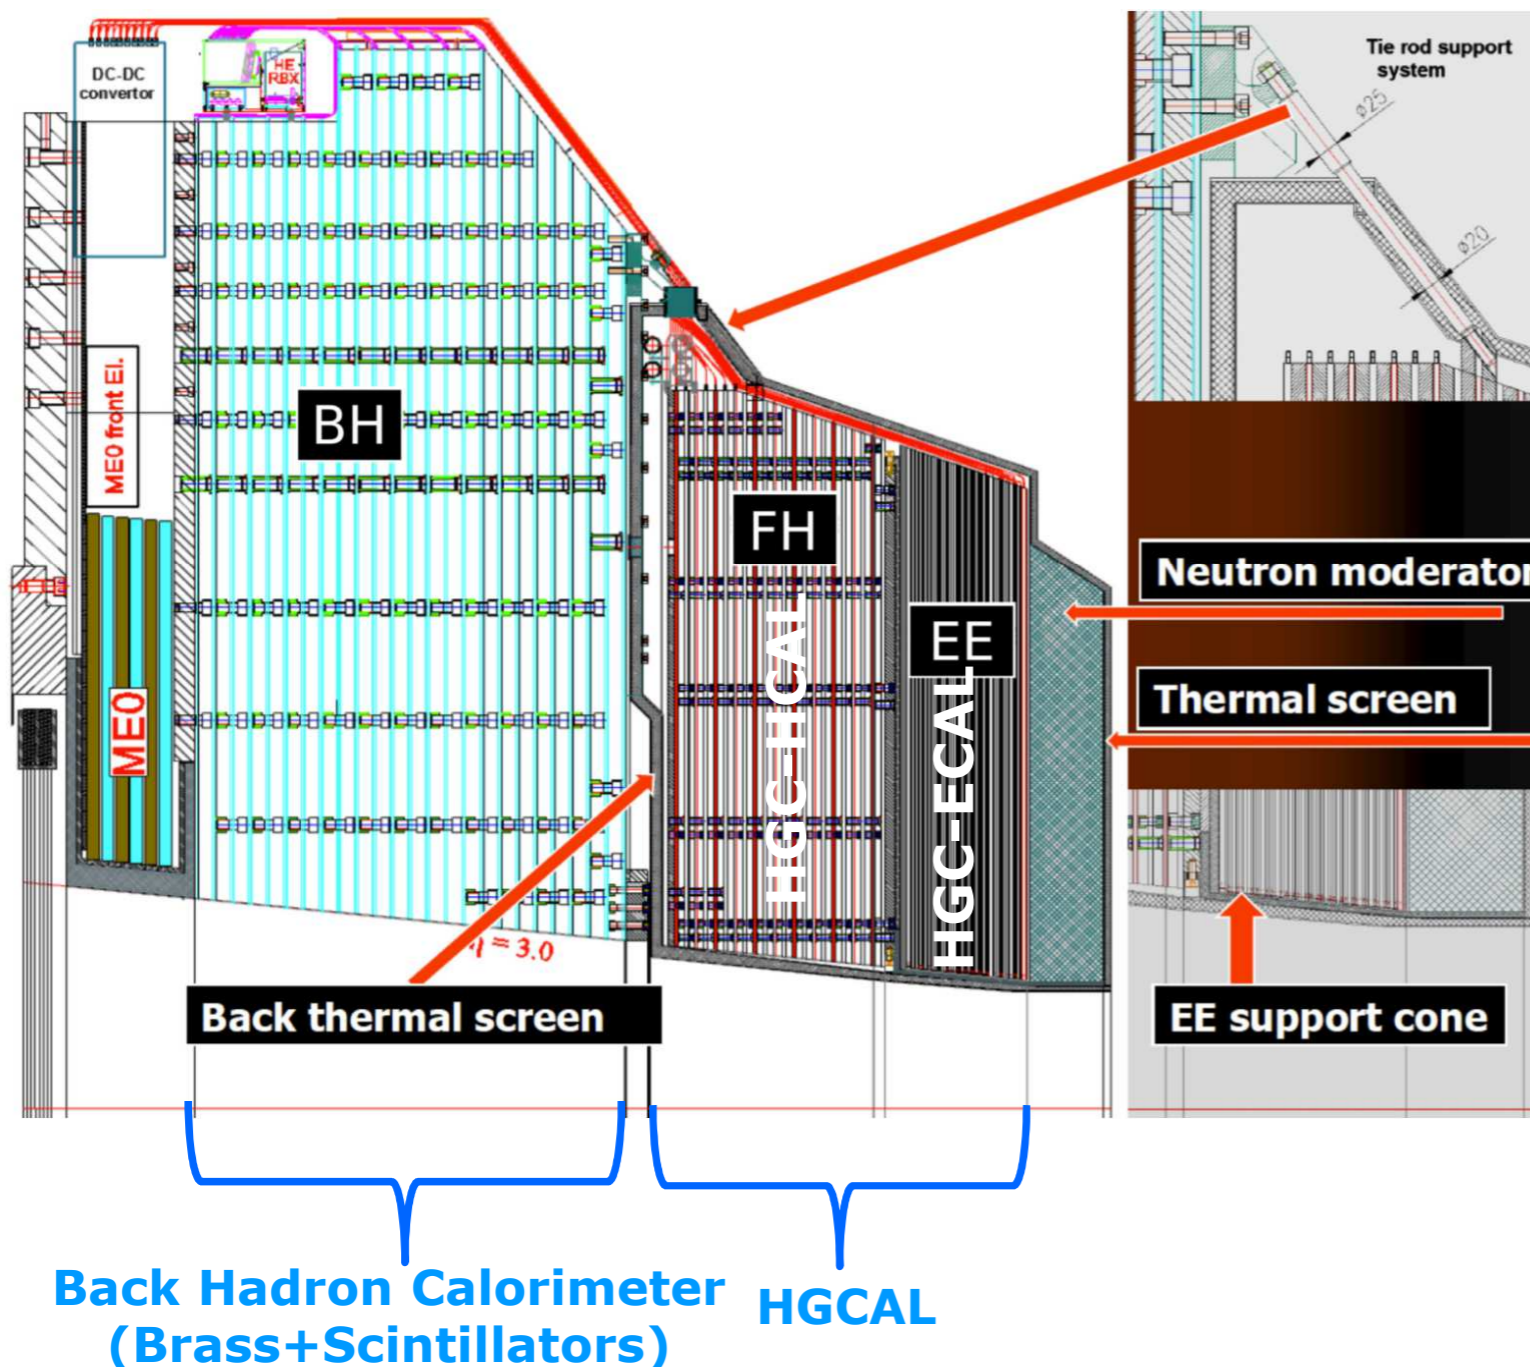 DC-DC
convertor
HE
RBX
Tie rod support
system
ø25
ø20
ME0 front El.
BH
FH
HGC-HCAL
EE
HGC-ECAL
Neutron moderator
Thermal screen
ME0
η = 3.0
Back thermal screen
EE support cone
Back Hadron Calorimeter
(Brass+Scintillators)
HGCAL